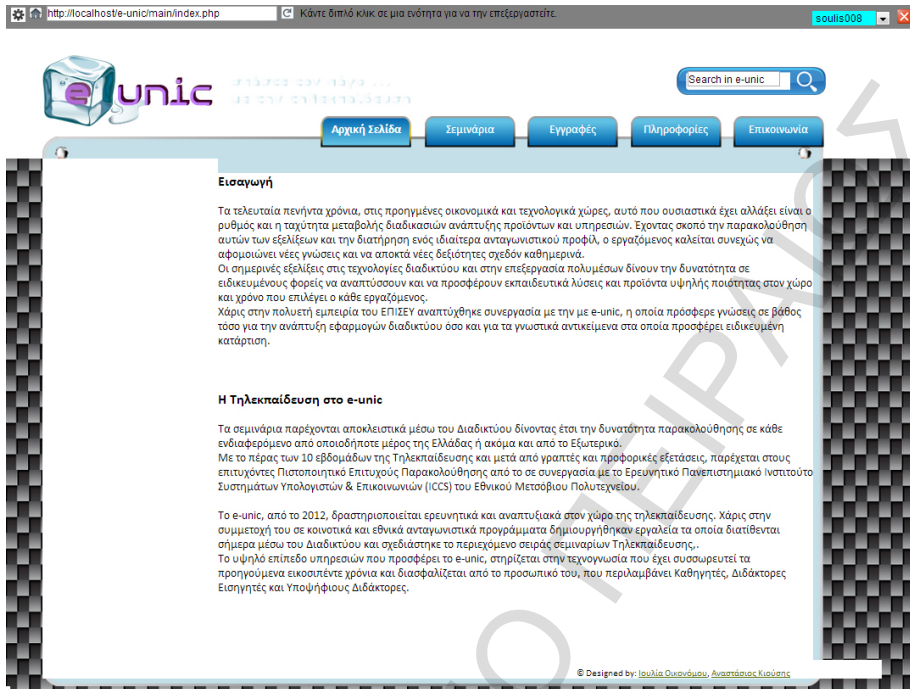 http://localhost/e-unic/main/index.php
Κάντε διπλό κλικ σε μια ενότητα για να την επεξεργαστείτε.
soulis008
e unic
σπάστε τον πάγο ...
με την τηλεκπαίδευση
Search in e-unic
Αρχική Σελίδα Σεμινάρια Εγγραφές Πληροφορίες Επικοινωνία
Εισαγωγή
Τα τελευταία πενήντα χρόνια, στις προηγμένες οικονομικά και τεχνολογικά χώρες, αυτό που ουσιαστικά έχει αλλάξει είναι ο
ρυθμός και η ταχύτητα μεταβολής διαδικασιών ανάπτυξης προϊόντων και υπηρεσιών. Έχοντας σκοπό την παρακολούθηση
αυτών των εξελίξεων και την διατήρηση ενός ιδιαίτερα ανταγωνιστικού προφίλ, ο εργαζόμενος καλείται συνεχώς να
αφομοιώνει νέες γνώσεις και να αποκτά νέες δεξιότητες σχεδόν καθημερινά.
Οι σημερινές εξελίξεις στις τεχνολογίες διαδικτύου και στην επεξεργασία πολυμέσων δίνουν την δυνατότητα σε
ειδικευμένους φορείς να αναπτύσσουν και να προσφέρουν εκπαιδευτικά λύσεις και προϊόντα υψηλής ποιότητας στον χώρο
και χρόνο που επιλέγει ο κάθε εργαζόμενος.
Χάρις στην πολυετή εμπειρία του ΕΠΙΣΕΥ αναπτύχθηκε συνεργασία με την με e-unic, η οποία πρόσφερε γνώσεις σε βάθος
τόσο για την ανάπτυξη εφαρμογών διαδικτύου όσο και για τα γνωστικά αντικείμενα στα οποία προσφέρει ειδικευμένη
κατάρτιση.
Η Τηλεκπαίδευση στο e-unic
Τα σεμινάρια παρέχονται αποκλειστικά μέσω του Διαδικτύου δίνοντας έτσι την δυνατότητα παρακολούθησης σε κάθε
ενδιαφερόμενο από οποιοδήποτε μέρος της Ελλάδας ή ακόμα και από το Εξωτερικό.
Με το πέρας των 10 εβδομάδων της Τηλεκπαίδευσης και μετά από γραπτές και προφορικές εξετάσεις, παρέχεται στους
επιτυχόντες Πιστοποιητικό Επιτυχούς Παρακολούθησης από το σε συνεργασία με το Ερευνητικό Πανεπιστημιακό Ινστιτούτο
Συστημάτων Υπολογιστών & Επικοινωνιών (ICCS) του Εθνικού Μετσόβιου Πολυτεχνείου.
Το e-unic, από το 2012, δραστηριοποιείται ερευνητικά και αναπτυξιακά στον χώρο της τηλεκπαίδευσης. Χάρις στην
συμμετοχή του σε κοινοτικά και εθνικά ανταγωνιστικά προγράμματα δημιουργήθηκαν εργαλεία τα οποία διατίθενται
σήμερα μέσω του Διαδικτύου και σχεδιάστηκε το περιεχόμενο σειράς σεμιναρίων Τηλεκπαίδευσης,.
Το υψηλό επίπεδο υπηρεσιών που προσφέρει το e-unic, στηρίζεται στην τεχνογνωσία που έχει συσσωρευτεί τα
προηγούμενα εικοσιπέντε χρόνια και διασφαλίζεται από το προσωπικό του, που περιλαμβάνει Καθηγητές, Διδάκτορες
Εισηγητές και Υποψήφιους Διδάκτορες.
© Designed by: Ιουλία Οικονόμου, Αναστάσιος Κιούσης
Ο ΠΕΙΡΑΙΩΣ